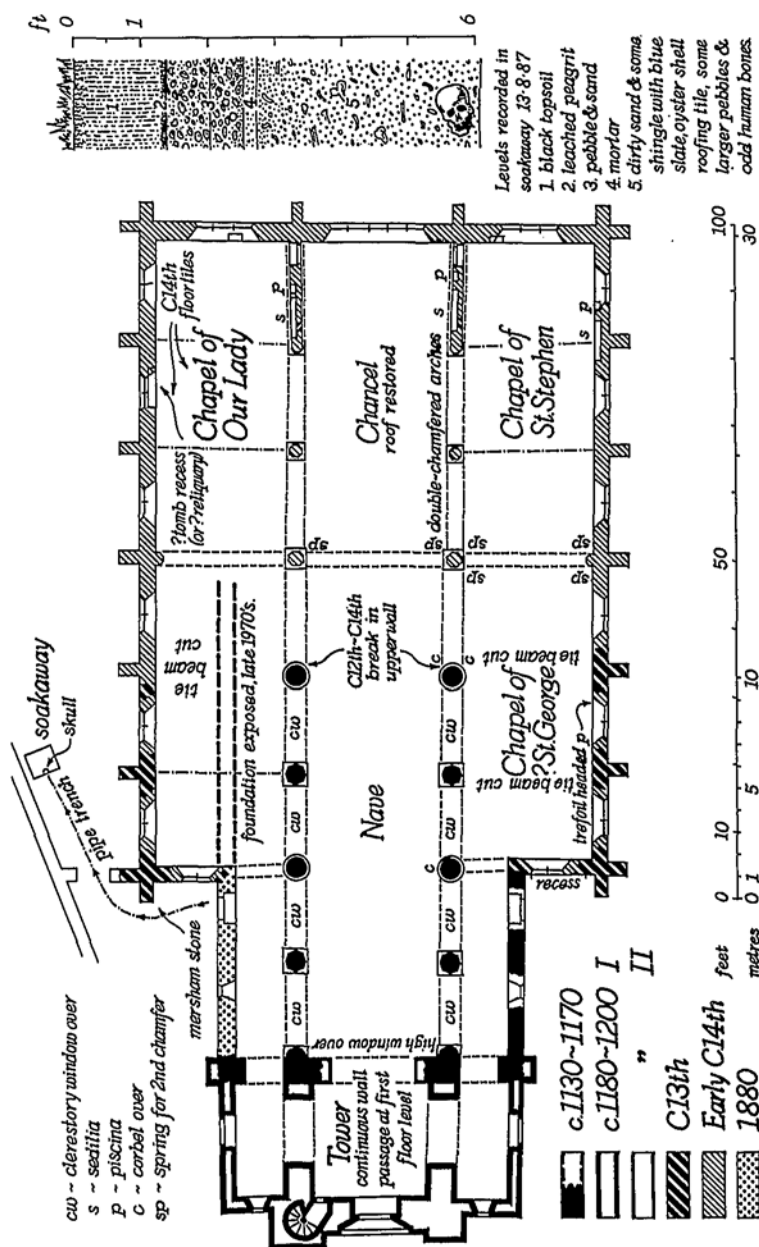 cw ~ clerestory window over
s ~ sedilia
p ~ piscina
c ~ corbel over
sp ~ spring for 2nd chamfer
mersham stone
pipe trench
soakaway
skull
tie
beam
cut
foundation exposed, late 1970's.
?tomb recess
(or ?reliquary)
C14th
floor tiles
Chapel of
Our Lady
s p
Tower
continuous wall
passage at first
floor level
high window over
cw
cw
cw
cw
Nave
C12th~C14th
break in
upper wall
sp
sp
sp
sp
sp
sp
double-chamfered arches
Chancel
roof restored
s p
cw
cw
c
c
c
Chapel of
?St.George
tie beam cut
tie beam cut
trefoil headed p
recess
Chapel of
St.Stephen
s p
c.1130~1170
c.1180~1200 I
" II
C13th
Early C14th
1880
feet
0 10 50 100
metres
0 1 5 10 30
ft
0
1
6
1
2
3
4
5
Levels recorded in
soakaway 13·8·87
1. black topsoil
2. leached peagrit
3. pebble & sand
4. mortar
5. dirty sand & some
shingle with blue
slate, oyster shell
roofing tile, some
larger pebbles &
odd human bones.